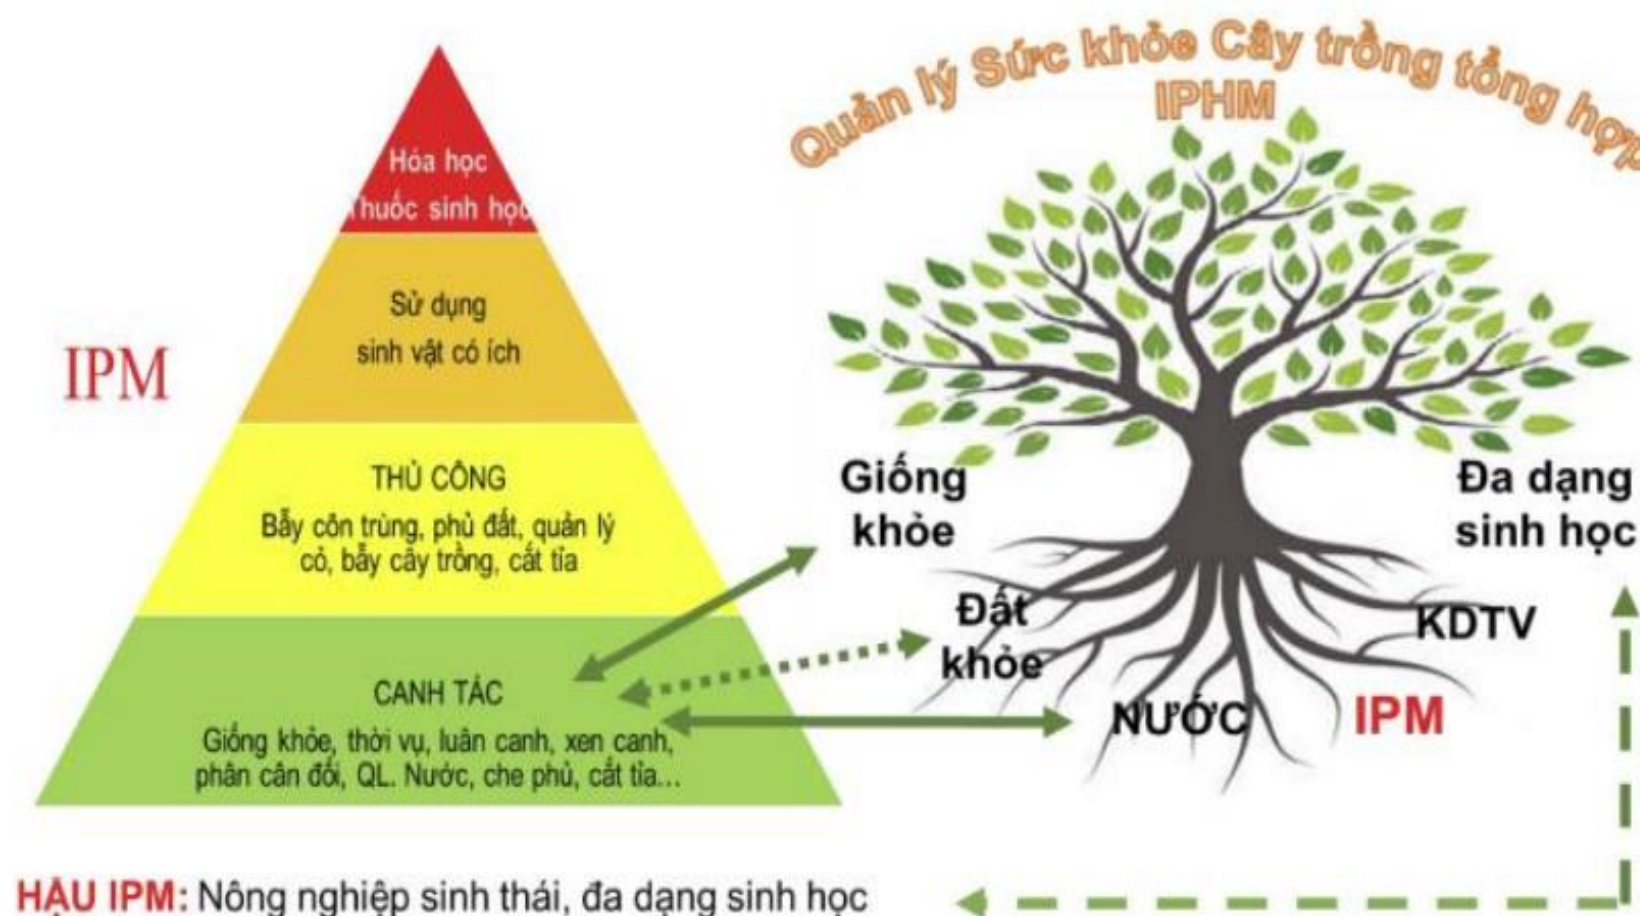 Quản lý Sức khỏe Cây trồng tổng hợp
IPHM
IPM
Hóa học
Thuốc sinh học
Sử dụng
sinh vật có ích
THỦ CÔNG
Bẫy côn trùng, phủ đất, quản lý
cỏ, bẫy cây trồng, cắt tỉa
CANH TÁC
Giống khỏe, thời vụ, luân canh, xen canh,
phân cân đối, QL. Nước, che phủ, cắt tỉa...
Giống
khỏe
Đa dạng
sinh học
Đất
khỏe
KDTV
NƯỚC
IPM
HẬU IPM: Nông nghiệp sinh thái, đa dạng sinh học